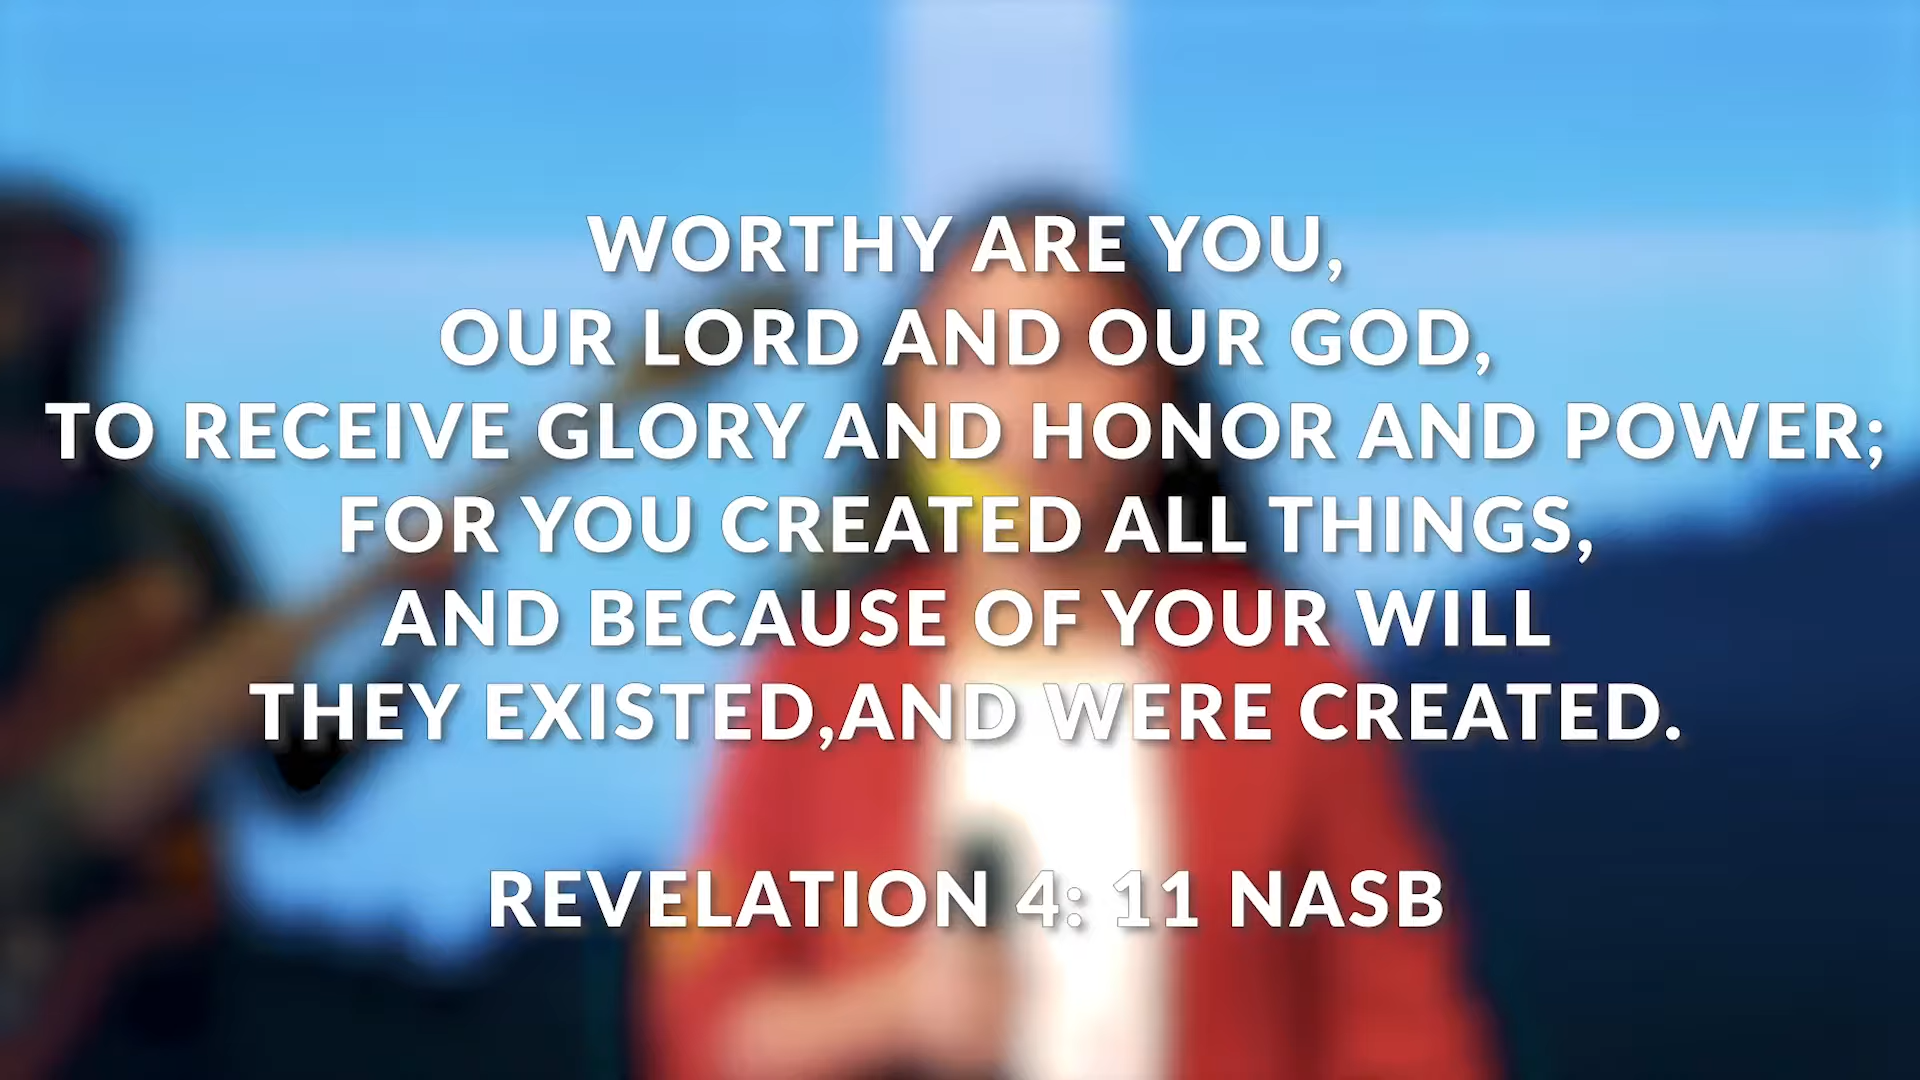 WORTHY ARE YOU,
OUR LORD AND OUR GOD,
TO RECEIVE GLORY AND HONOR AND POWER;
FOR YOU CREATED ALL THINGS,
AND BECAUSE OF YOUR WILL
THEY EXISTED,AND WERE CREATED.
REVELATION 4: 11 NASB